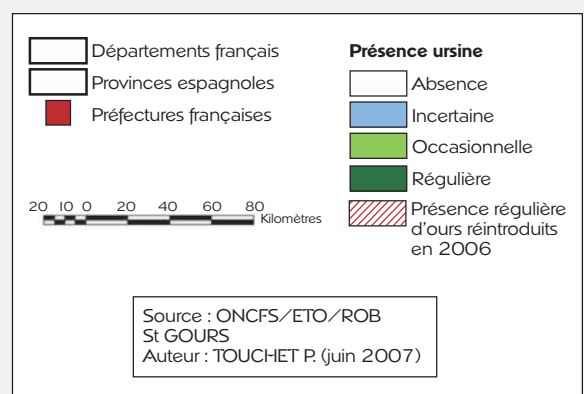 Départements français
Provinces espagnoles
Préfectures françaises
20 10 0 20 40 60 80
Kilomètres
Présence ursine
Absence
Incertaine
Occasionnelle
Régulière
Présence régulière
d'ours réintroduits
en 2006
Source : ONCFS/ETO/ROB
St GOURS
Auteur : TOUCHET P. (juin 2007)